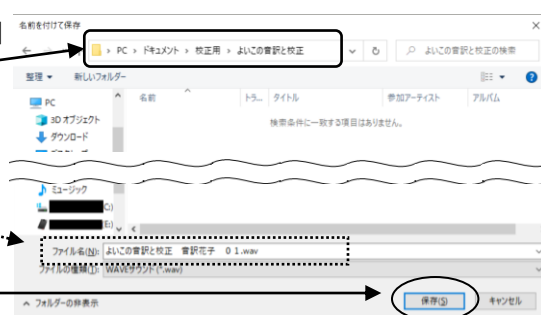 名前を付けて保存
› PC › ドキュメント › 校正用 › よいこの音訳と校正
よいこの音訳と校正の検索
整理 新しいフォルダー
PC
3D オブジェクト
ダウンロード
名前 トラ... タイトル 参加アーティスト アルバム
検索条件に一致する項目はありません。
ミュージック
C:)
E:)
ファイル名(N): よいこの音訳と校正 音訳花子 01.wav
ファイルの種類(T): WAVEサウンド (*.wav)
フォルダーの非表示
保存(S) キャンセル